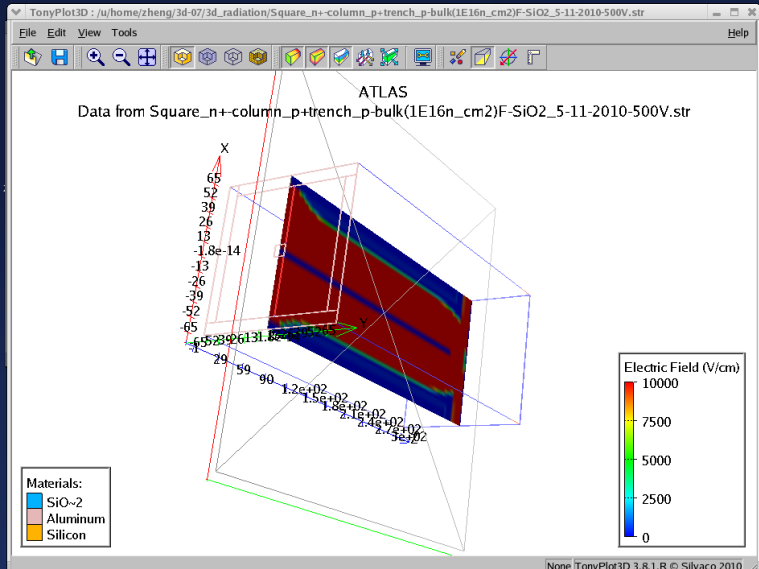 TonyPlot3D : /u/home/zheng/3d-07/3d_radiation/Square_n+-column_p+trench_p-bulk(1E16n_cm2)F-SiO2_5-11-2010-500V.str
File Edit View Tools Help
ATLAS
Data from Square_n+-column_p+trench_p-bulk(1E16n_cm2)F-SiO2_5-11-2010-500V.str
X
65
52
39
26
13
-1.8e-14
-13
-26
-39
-52
-65
Y
-1
29
59
90
1.2e+02
1.5e+02
1.8e+02
2.1e+02
2.4e+02
2.7e+02
3e+02
Z
Electric Field (V/cm)
10000
7500
5000
2500
0
Materials:
SiO~2
Aluminum
Silicon
None TonyPlot3D 3.8.1.R © Silvaco 2010